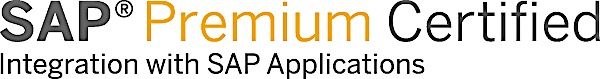 SAP® Premium Certified
Integration with SAP Applications